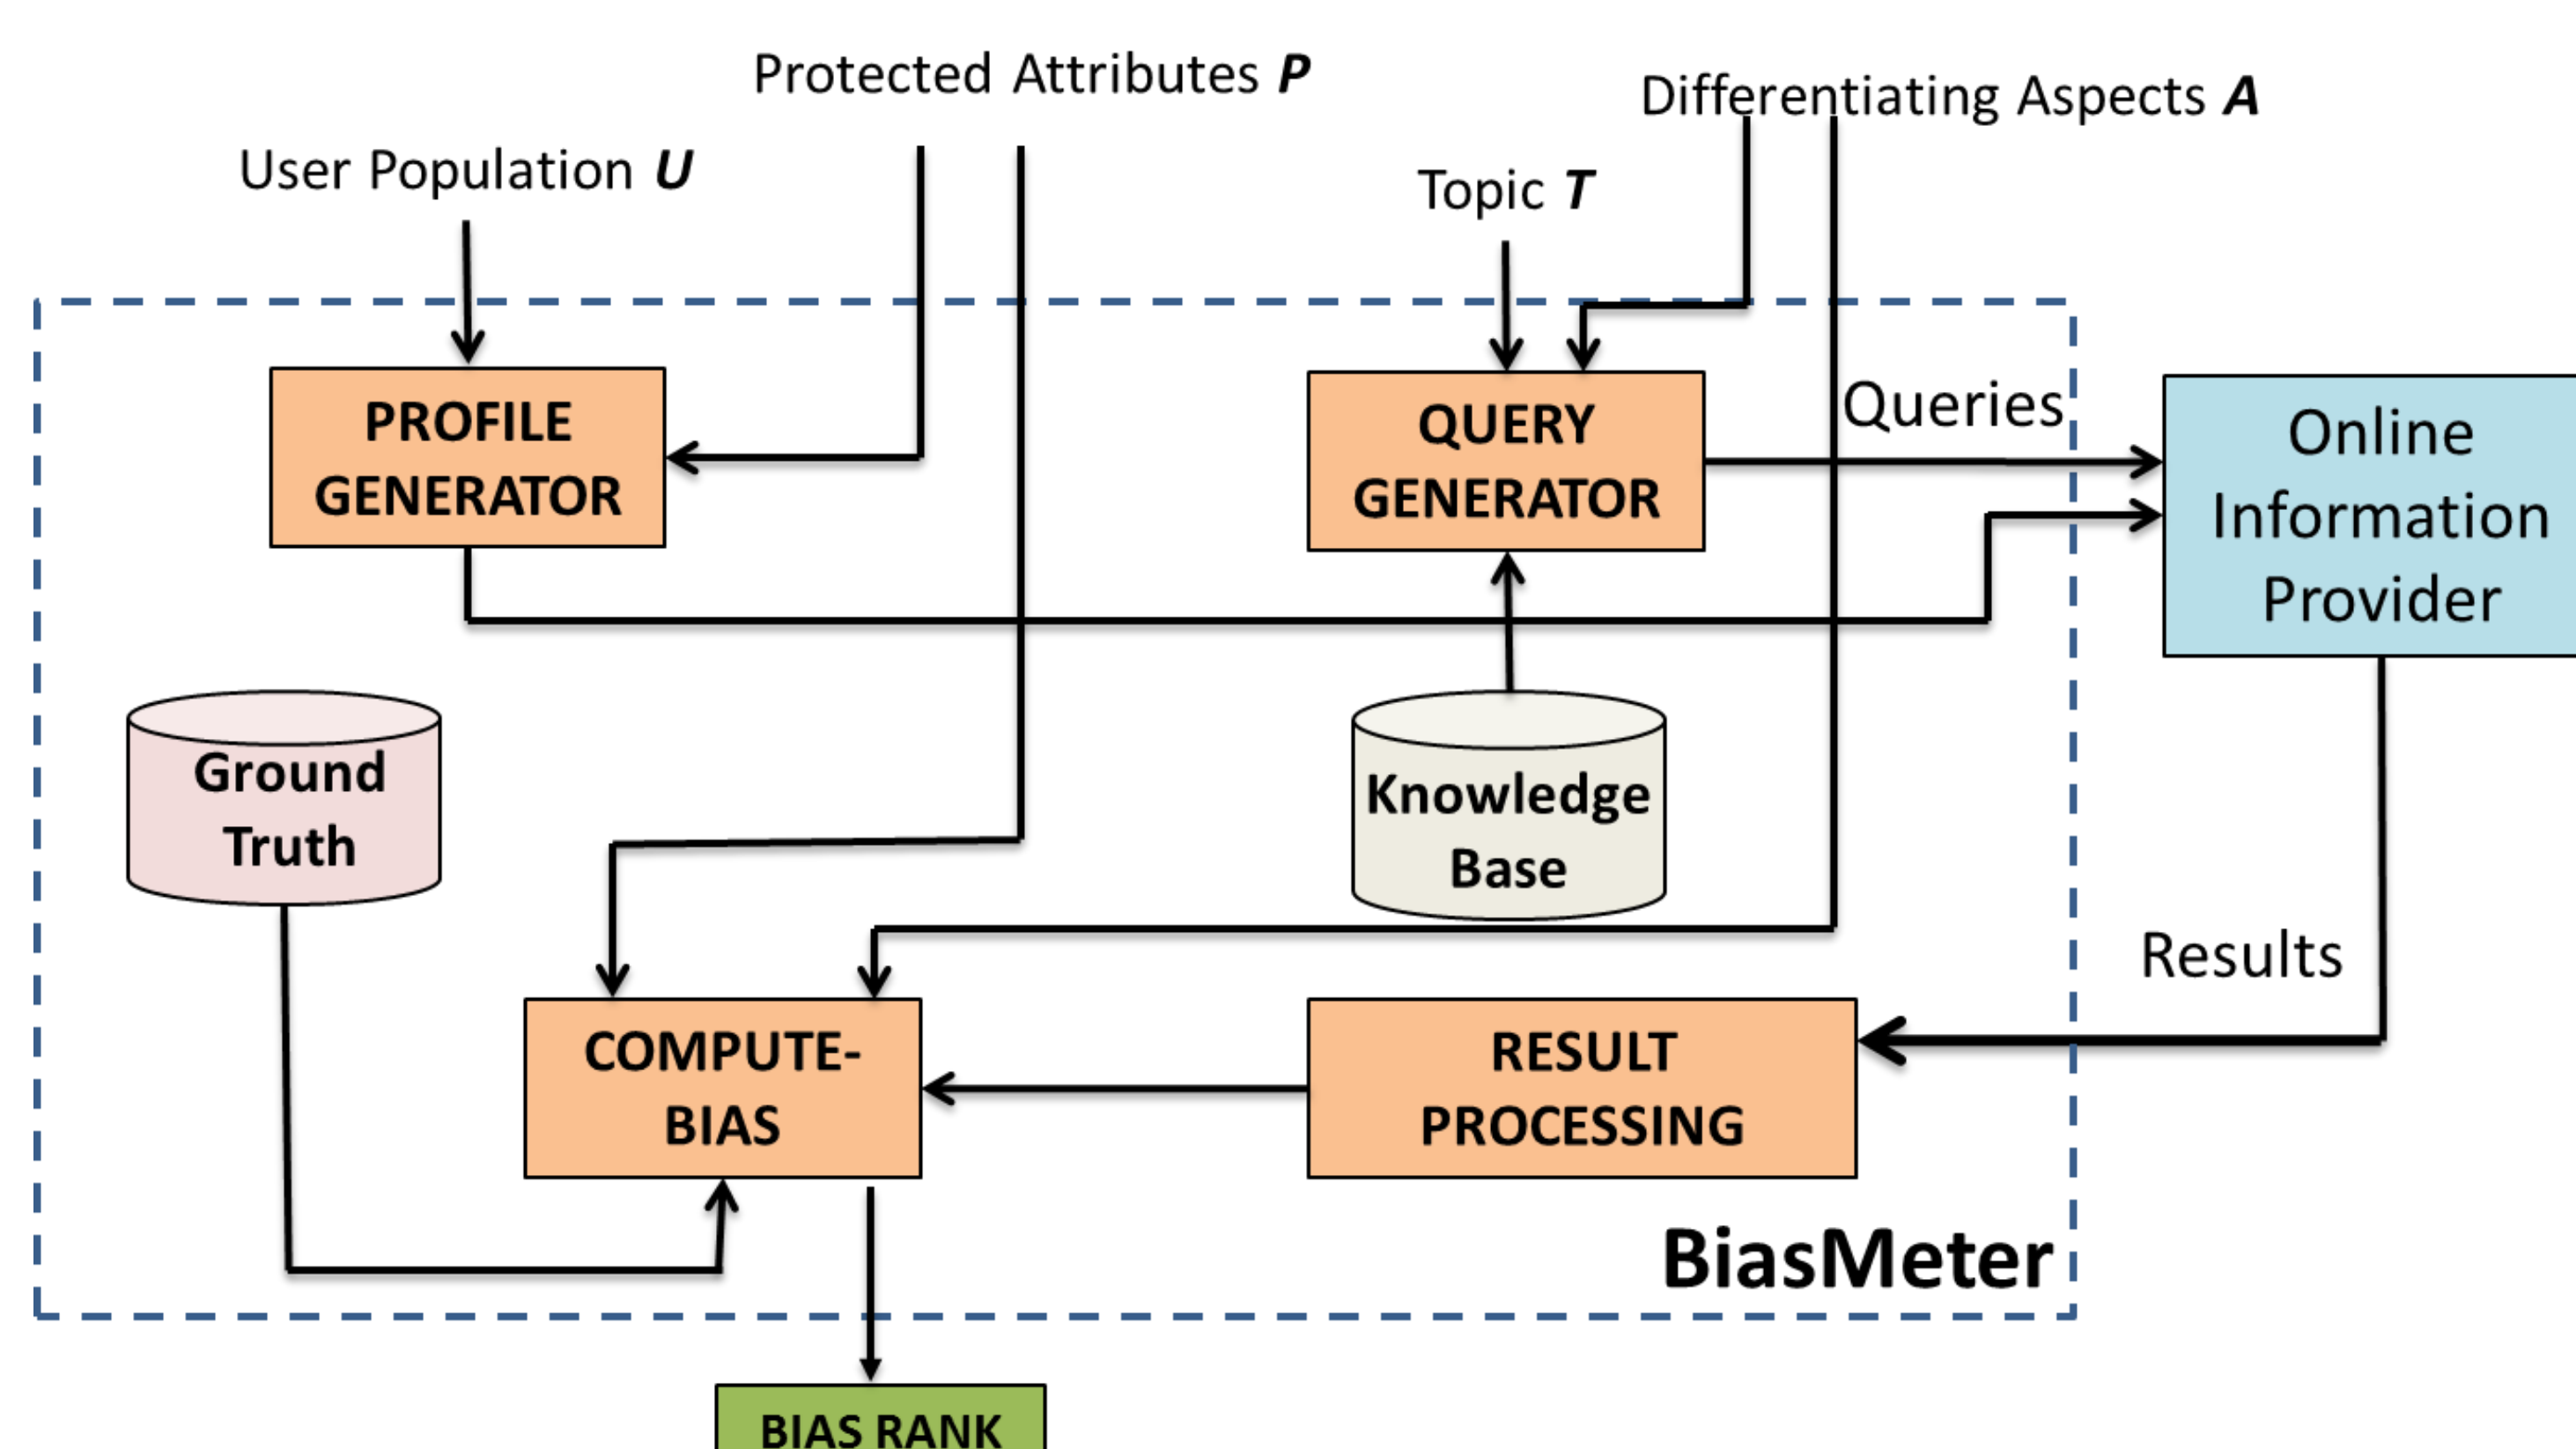 Protected Attributes P
Differentiating Aspects A
User Population U
Topic T
PROFILE
GENERATOR
QUERY
GENERATOR
Queries
Online
Information
Provider
Ground
Truth
Knowledge
Base
Results
COMPUTE-
BIAS
RESULT
PROCESSING
BiasMeter
BIAS RANK